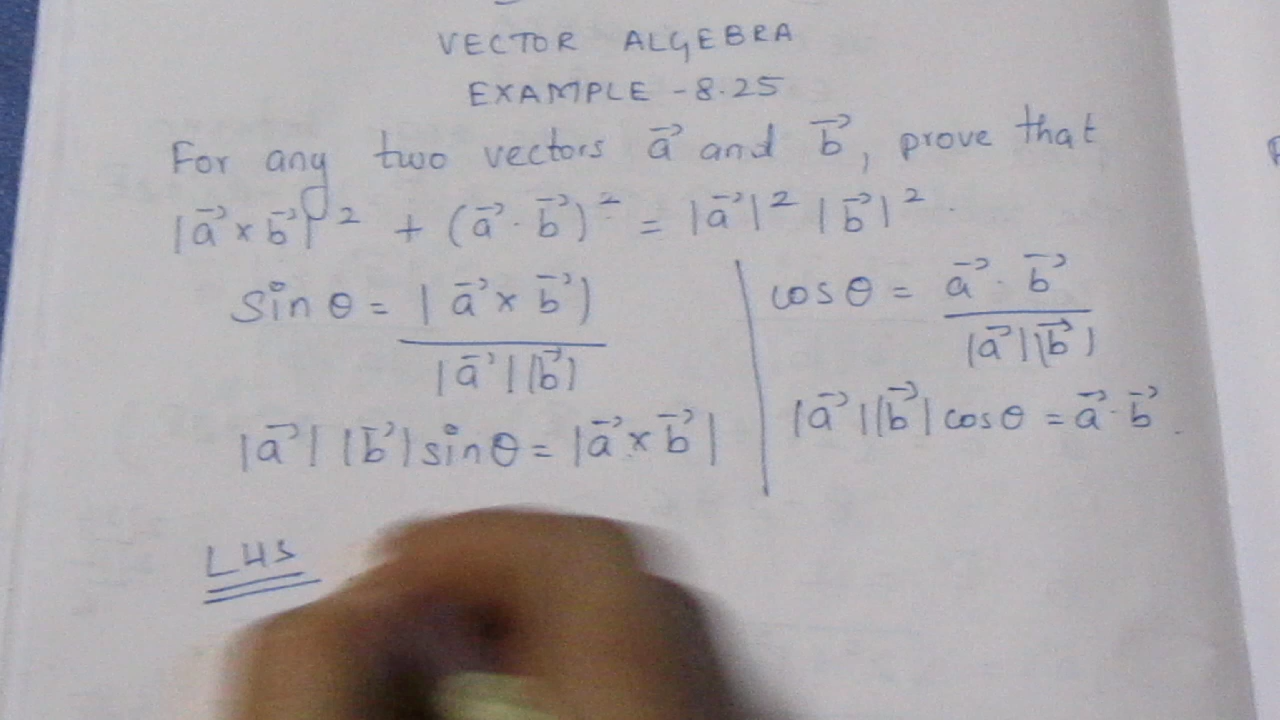 VECTOR ALGEBRA
EXAMPLE - 8.25
For any two vectors a⃗ and b⃗, prove that
|a⃗ × b⃗|² + (a⃗ · b⃗)² = |a⃗|² |b⃗|².
sin θ = |a⃗ × b⃗| / |a⃗||b⃗|
|a⃗| |b⃗| sin θ = |a⃗ × b⃗|
cos θ = a⃗ · b⃗ / |a⃗||b⃗|
|a⃗||b⃗| cos θ = a⃗ · b⃗.
LHS